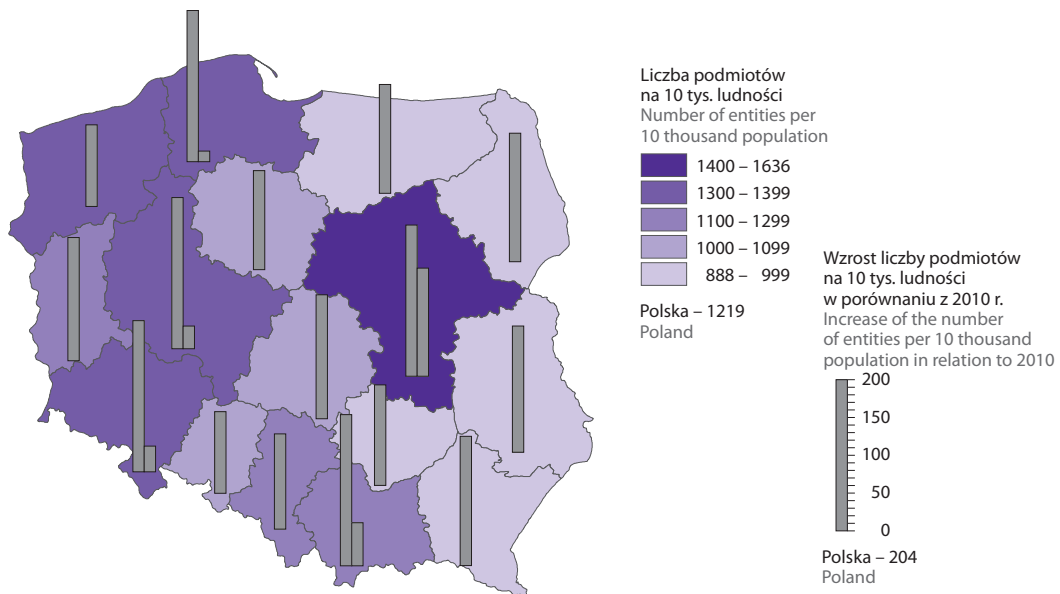 Liczba podmiotów
na 10 tys. ludności
Number of entities per
10 thousand population
1400 – 1636
1300 – 1399
1100 – 1299
1000 – 1099
888 – 999
Polska – 1219
Poland
Wzrost liczby podmiotów
na 10 tys. ludności
w porównaniu z 2010 r.
Increase of the number
of entities per 10 thousand
population in relation to 2010
200
150
100
50
0
Polska – 204
Poland